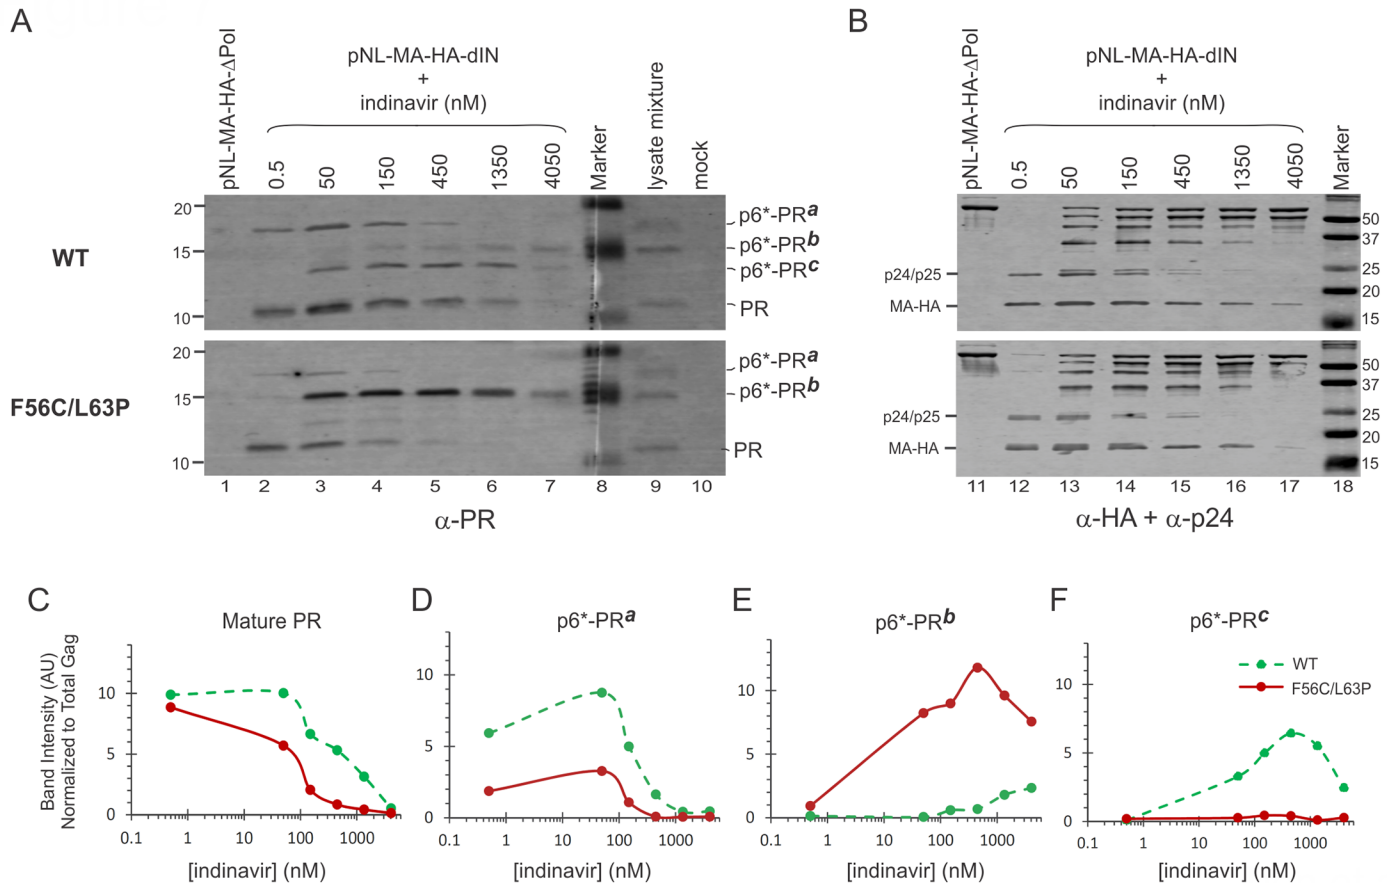 A
pNL-MA-HA-ΔPol
pNL-MA-HA-dIN
+
indinavir (nM)
0.5
50
150
450
1350
4050
Marker
lysate mixture
mock
WT
20
15
10
p6*-PRa
p6*-PRb
p6*-PRc
PR
F56C/L63P
20
15
10
p6*-PRa
p6*-PRb
PR
1 2 3 4 5 6 7 8 9 10
α-PR
B
pNL-MA-HA-ΔPol
pNL-MA-HA-dIN
+
indinavir (nM)
0.5
50
150
450
1350
4050
Marker
p24/p25
MA-HA
50
37
25
20
15
p24/p25
MA-HA
50
37
25
20
15
11 12 13 14 15 16 17 18
α-HA + α-p24
C
Mature PR
Band Intensity (AU)
Normalized to Total Gag
10
5
0
0.1 1 10 100 1000
[indinavir] (nM)
D
p6*-PRa
10
5
0
0.1 1 10 100 1000
[indinavir] (nM)
E
p6*-PRb
10
5
0
0.1 1 10 100 1000
[indinavir] (nM)
F
p6*-PRc
WT
F56C/L63P
10
5
0
0.1 1 10 100 1000
[indinavir] (nM)